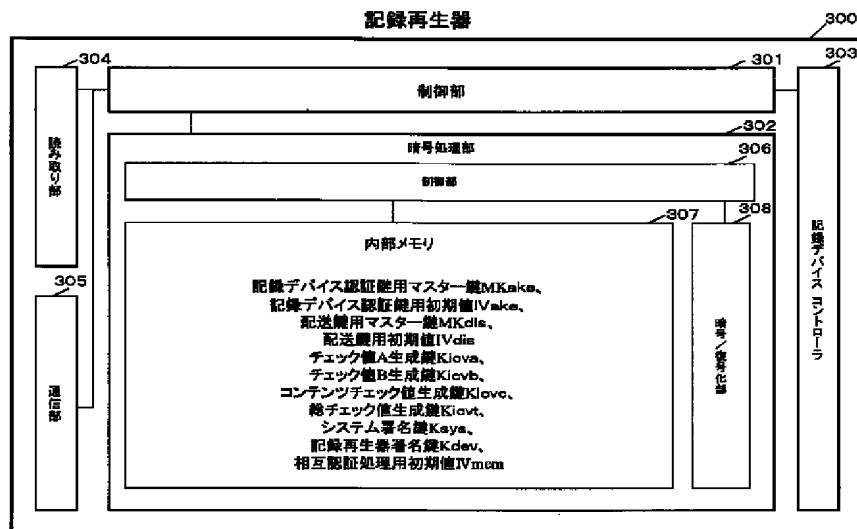 記録再生器
300
304
301
303
制御部
302
暗号処理部
読み取り部
306
制御部
307
308
内部メモリ
記録デバイス認証鍵用マスター鍵MKake、
記録デバイス認証鍵用初期値IVake、
配送鍵用マスター鍵MKdis、
配送鍵用初期値IVdis
チェック値A生成鍵Kicva、
チェック値B生成鍵Kicvb、
コンテンツチェック値生成鍵Kicvc、
総チェック値生成鍵Kicvt、
システム署名鍵Ksys、
記録再生器署名鍵Kdev、
相互認証処理用初期値IVmem
305
通信部
暗号/復号化部
記録デバイス コントローラ